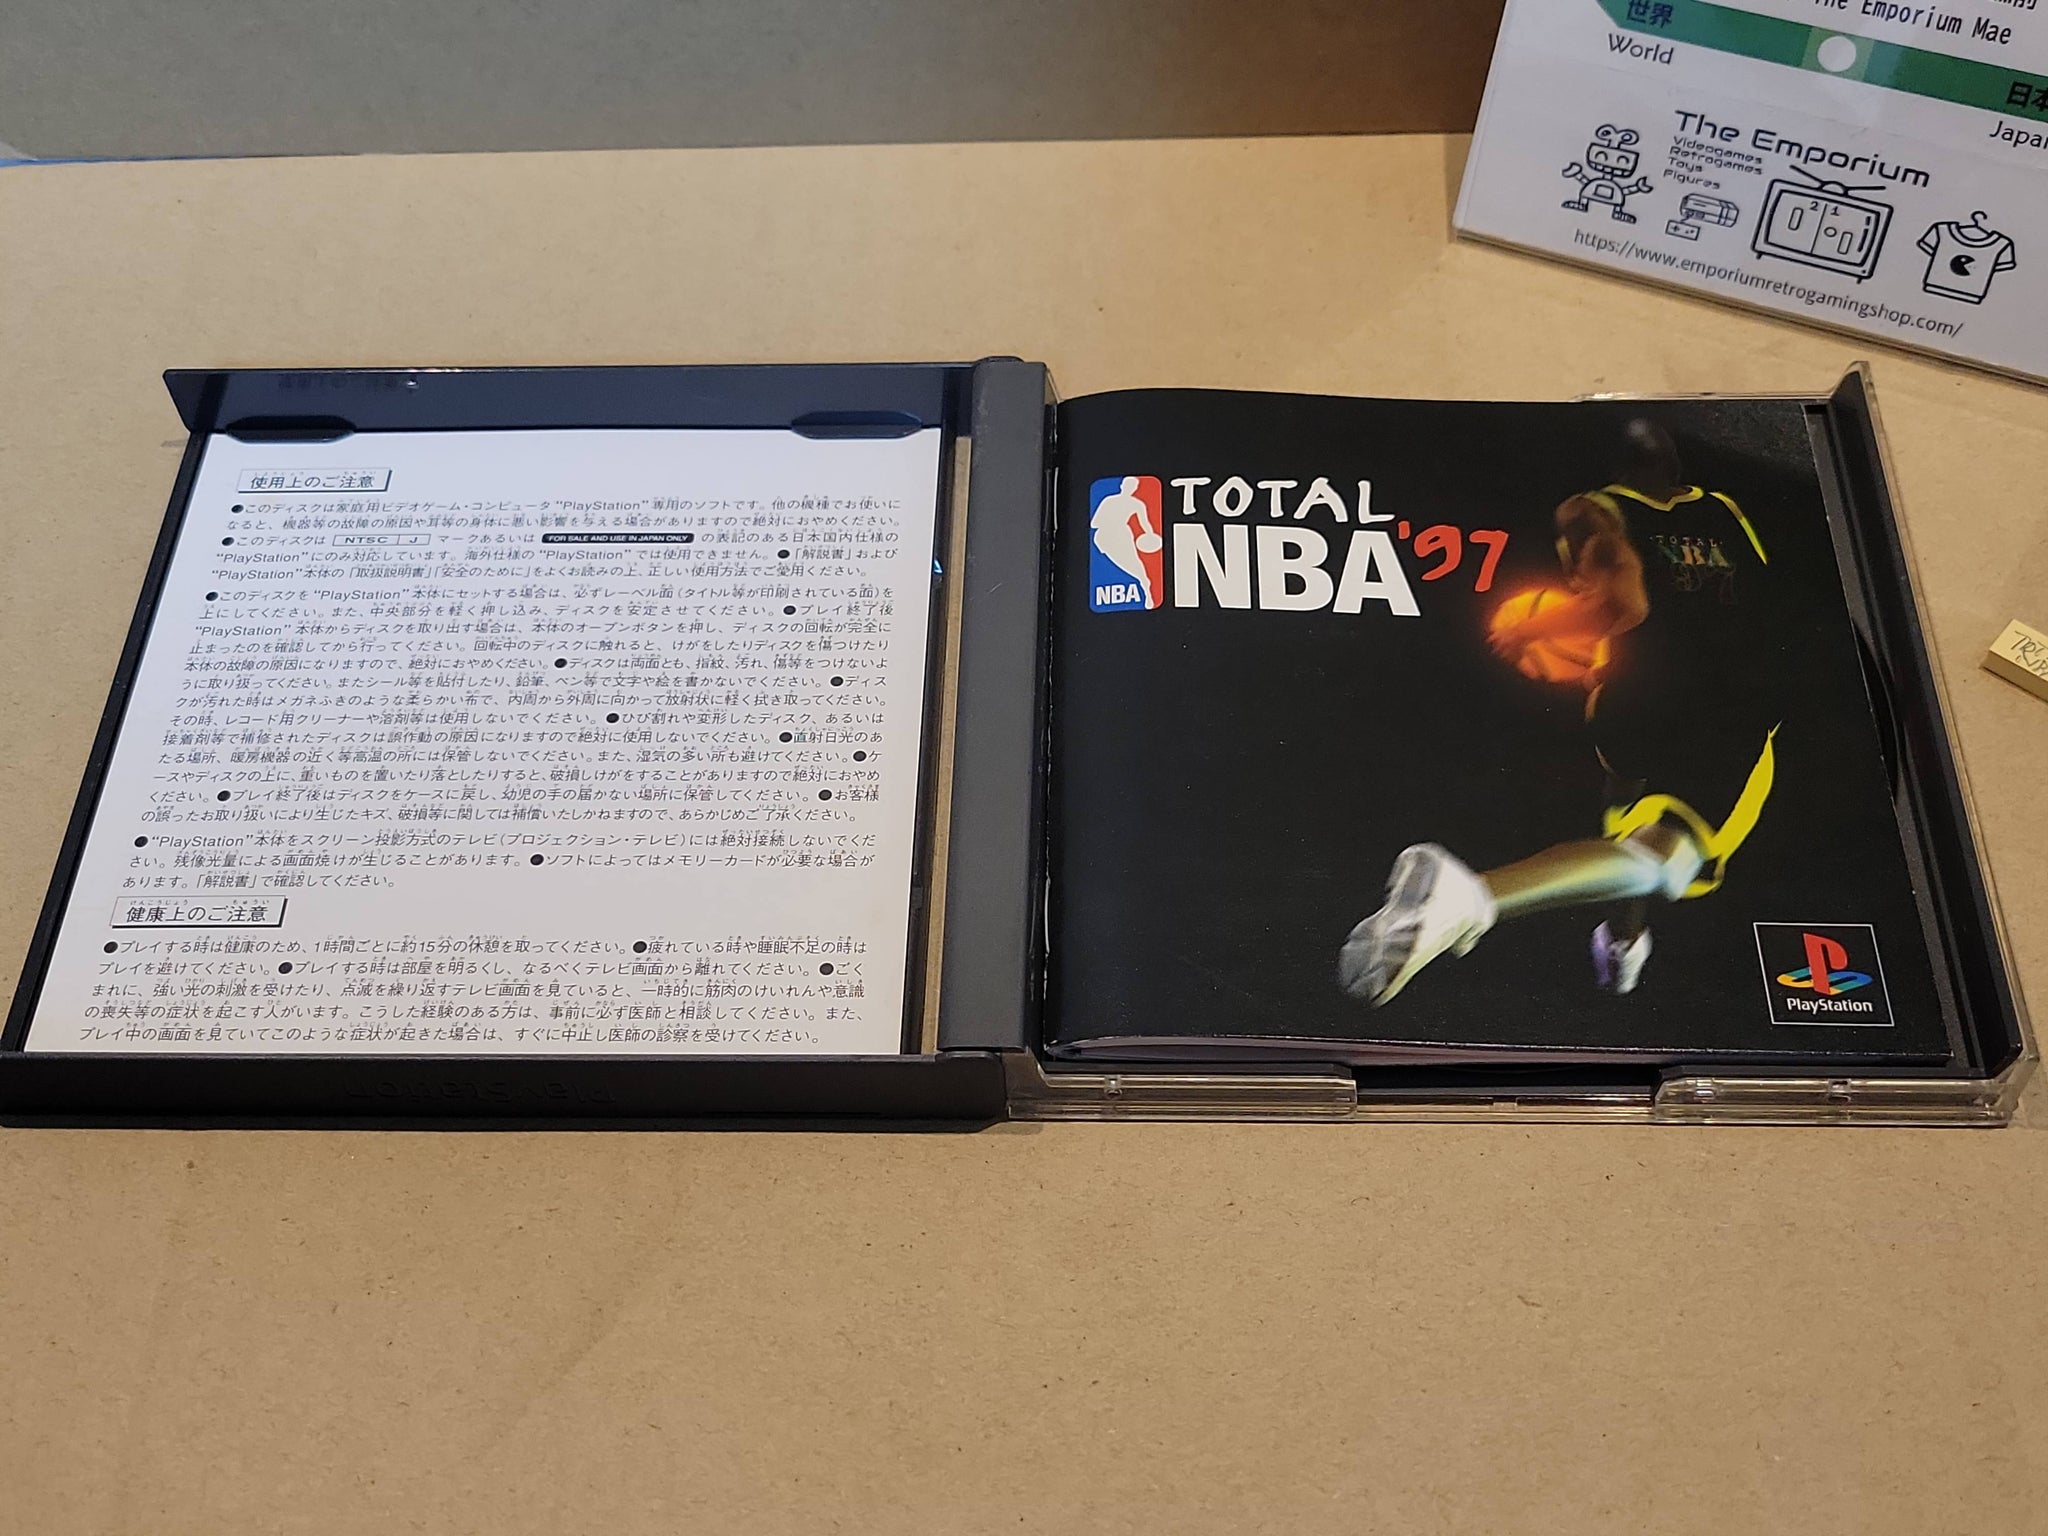 The Emporium Mae
世界
World
日本
Japa
The Emporium
Videogames
Retrogames
Toys
Figures
2 1
https://www.emporiumretrogamingshop.com/
使用上のご注意
●このディスクは家庭用ビデオゲーム・コンピュータ“PlayStation”専用のソフトです。他の機種でお使いに
なると、機器等の故障の原因や耳等の身体に悪い影響を与える場合がありますので絶対におやめください。
●このディスクは NTSC J マークあるいは FOR SALE AND USE IN JAPAN ONLY の表記のある日本国内仕様の
“PlayStation”にのみ対応しています。海外仕様の“PlayStation”では使用できません。●「解説書」および
“PlayStation”本体の「取扱説明書」「安全のために」をよくお読みの上、正しい使用方法でご愛用ください。
●このディスクを“PlayStation”本体にセットする場合は、必ずレーベル面(タイトル等が印刷されている面)を
上にしてください。また、中央部分を軽く押し込み、ディスクを安定させてください。●プレイ終了後
“PlayStation”本体からディスクを取り出す場合は、本体のオープンボタンを押し、ディスクの回転が完全に
止まったのを確認してから行ってください。回転中のディスクに触れると、けがをしたりディスクを傷つけたり
本体の故障の原因になりますので、絶対におやめください。●ディスクは両面とも、指紋、汚れ、傷等をつけないよ
うに取り扱ってください。またシール等を貼付したり、鉛筆、ペン等で文字や絵を書かないでください。●ディス
クが汚れた時はメガネふきのような柔らかい布で、内周から外周に向かって放射状に軽く拭き取ってください。
その時、レコード用クリーナーや溶剤等は使用しないでください。●ひび割れや変形したディスク、あるいは
接着剤等で補修されたディスクは誤作動の原因になりますので絶対に使用しないでください。●直射日光のあ
たる場所、暖房機器の近く等高温の所には保管しないでください。また、湿気の多い所も避けてください。●ケ
ースやディスクの上に、重いものを置いたり落としたりすると、破損しけがをすることがありますので絶対におやめ
ください。●プレイ終了後はディスクをケースに戻し、幼児の手の届かない場所に保管してください。●お客様
の誤ったお取り扱いにより生じたキズ、破損等に関しては補償いたしかねますので、あらかじめご了承ください。
●“PlayStation”本体をスクリーン投影方式のテレビ(プロジェクション・テレビ)には絶対接続しないでくだ
さい。残像光量による画面焼けが生じることがあります。●ソフトによってはメモリーカードが必要な場合が
あります。「解説書」で確認してください。
健康上のご注意
●プレイする時は健康のため、1時間ごとに約15分の休憩を取ってください。●疲れている時や睡眠不足の時は
プレイを避けてください。●プレイする時は部屋を明るくし、なるべくテレビ画面から離れてください。●ごく
まれに、強い光の刺激を受けたり、点滅を繰り返すテレビ画面を見ていると、一時的に筋肉のけいれんや意識
の喪失等の症状を起こす人がいます。こうした経験のある方は、事前に必ず医師と相談してください。また、
プレイ中の画面を見ていてこのような症状が起きた場合は、すぐに中止し医師の診察を受けてください。
PlayStation
TOTAL
NBA '97
NBA
TOTAL
NBA
PlayStation